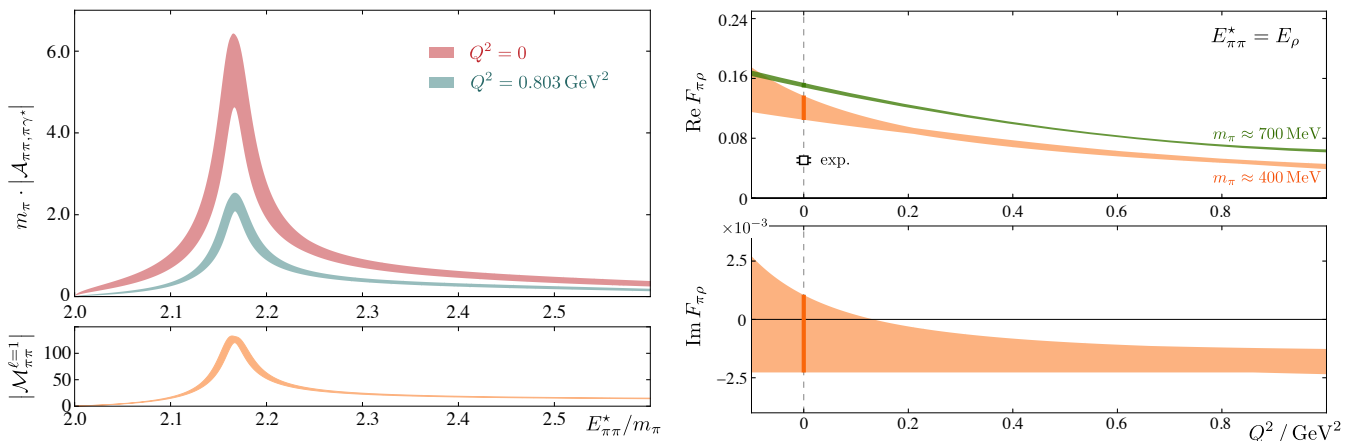 m_π · |𝒜_{ππ,πγ⋆}|
6.0
4.0
2.0
0
Q² = 0
Q² = 0.803 GeV²
2.0 2.1 2.2 2.3 2.4 2.5
|ℳ^{ℓ=1}_{ππ}|
100
50
0
2.0 2.1 2.2 2.3 2.4 2.5
E⋆_{ππ}/m_π
Re F_{πρ}
0.24
0.16
0.08
0
E⋆_{ππ} = E_ρ
m_π ≈ 700 MeV
exp.
m_π ≈ 400 MeV
0 0.2 0.4 0.6 0.8
×10⁻³
Im F_{πρ}
2.5
0
−2.5
0 0.2 0.4 0.6 0.8
Q² / GeV²